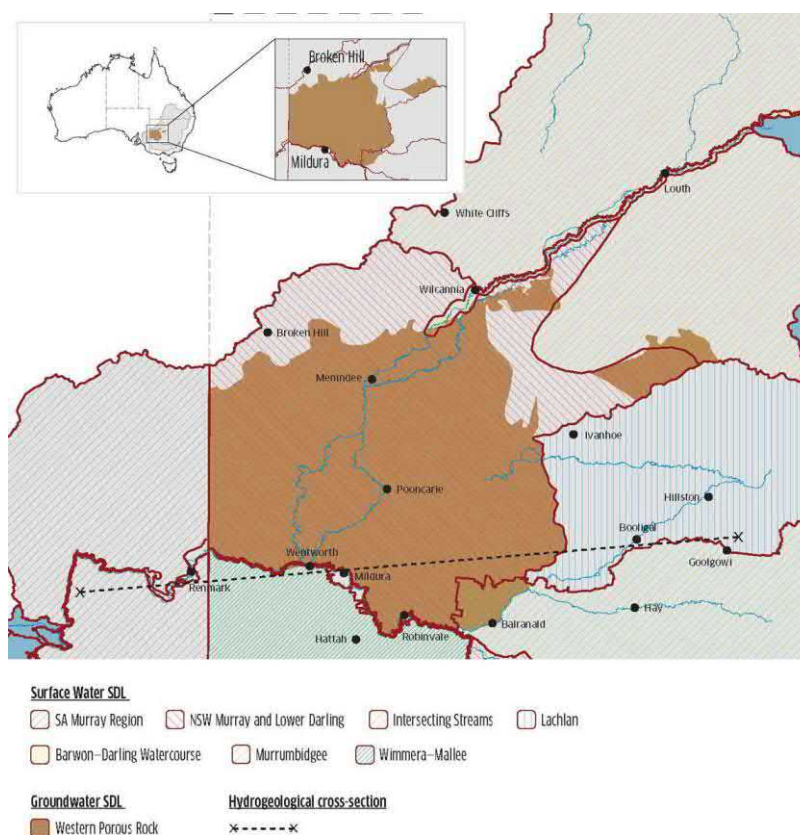 Broken Hill
Mildura
White Cliffs
Louth
Wilcannia
Broken Hill
Menindee
Ivanhoe
Pooncarie
Hillston
Booligal
Goolgowi
Wentworth
Mildura
Renmark
Hay
Robinvale
Balranald
Hattah
Surface Water SDL
SA Murray Region
NSW Murray and Lower Darling
Intersecting Streams
Lachlan
Barwon-Darling Watercourse
Murrumbidgee
Wimmera-Mallee
Groundwater SDL
Hydrogeological cross-section
Western Porous Rock